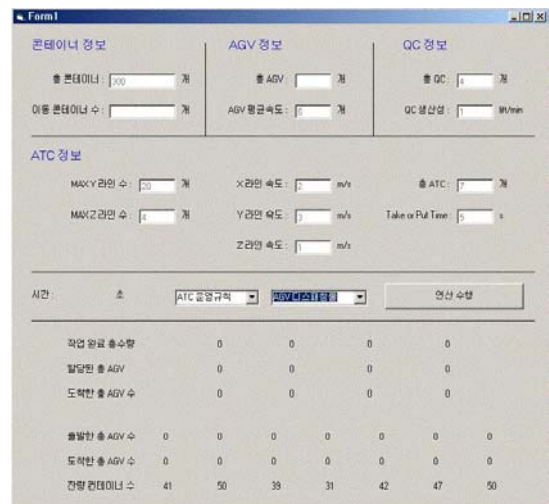 Form1
콘테이너 정보 AGV 정보 QC 정보
총 콘테이너 : 300 개 총 AGV : 개 총 QC : 4 개
이동 콘테이너 수 : 개 AGV 평균속도 : 6 개 QC 생산성 : 1 lift/min
ATC 정보
MAX Y 라인 수 : 20 개 X 라인 속도 : 2 m/s 총 ATC : 7 개
MAX Z 라인 수 : 4 개 Y 라인 속도 : 3 m/s Take or Put Time : 5 s
Z 라인 속도 : 1 m/s
시간 : 초 ATC 운영규칙 AGV 디스패칭룰 연산 수행
작업 완료 총수량 0 0 0 0
할당된 총 AGV 0 0 0 0
도착한 총 AGV 수 0 0 0 0
출발한 총 AGV 수 0 0 0 0 0 0 0
도착한 총 AGV 수 0 0 0 0 0 0 0
잔량 컨테이너 수 41 50 39 31 42 47 50